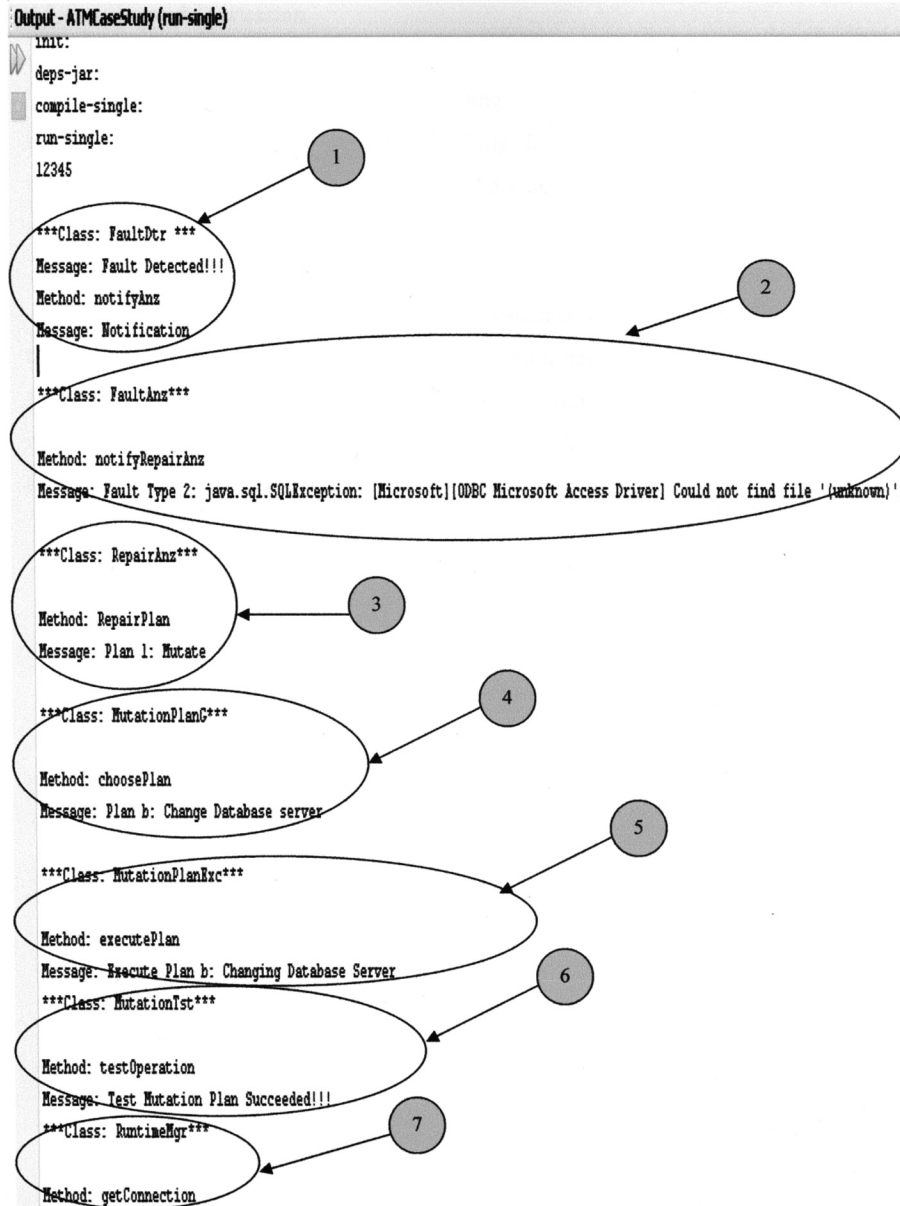 Output - ATMCaseStudy (run-single)
init:
deps-jar:
compile-single:
run-single:
12345
1
***Class: FaultDtr ***
Message: Fault Detected!!!
Method: notifyAnz
Message: Notification
2
***Class: FaultAnz***
Method: notifyRepairAnz
Message: Fault Type 2: java.sql.SQLException: [Microsoft][ODBC Microsoft Access Driver] Could not find file '(unknown)'
***Class: RepairAnz***
3
Method: RepairPlan
Message: Plan 1: Mutate
4
***Class: MutationPlanG***
Method: choosePlan
Message: Plan b: Change Database server
5
***Class: MutationPlanExc***
Method: executePlan
Message: Execute Plan b: Changing Database Server
6
***Class: MutationTst***
Method: testOperation
Message: Test Mutation Plan Succeeded!!!
7
***Class: RuntimeMgr***
Method: getConnection